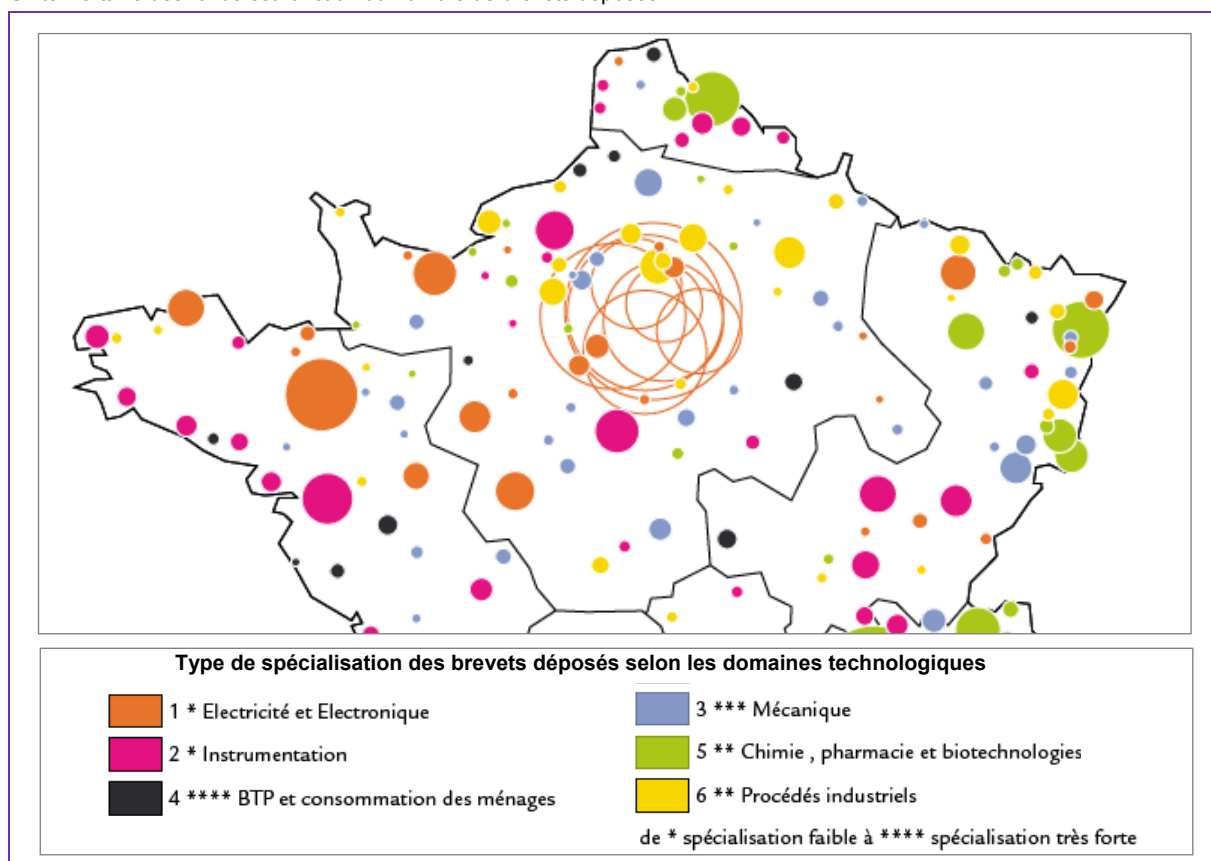 Type de spécialisation des brevets déposés selon les domaines technologiques
1 * Electricité et Electronique
3 *** Mécanique
2 * Instrumentation
5 ** Chimie , pharmacie et biotechnologies
4 **** BTP et consommation des ménages
6 ** Procédés industriels
de * spécialisation faible à **** spécialisation très forte